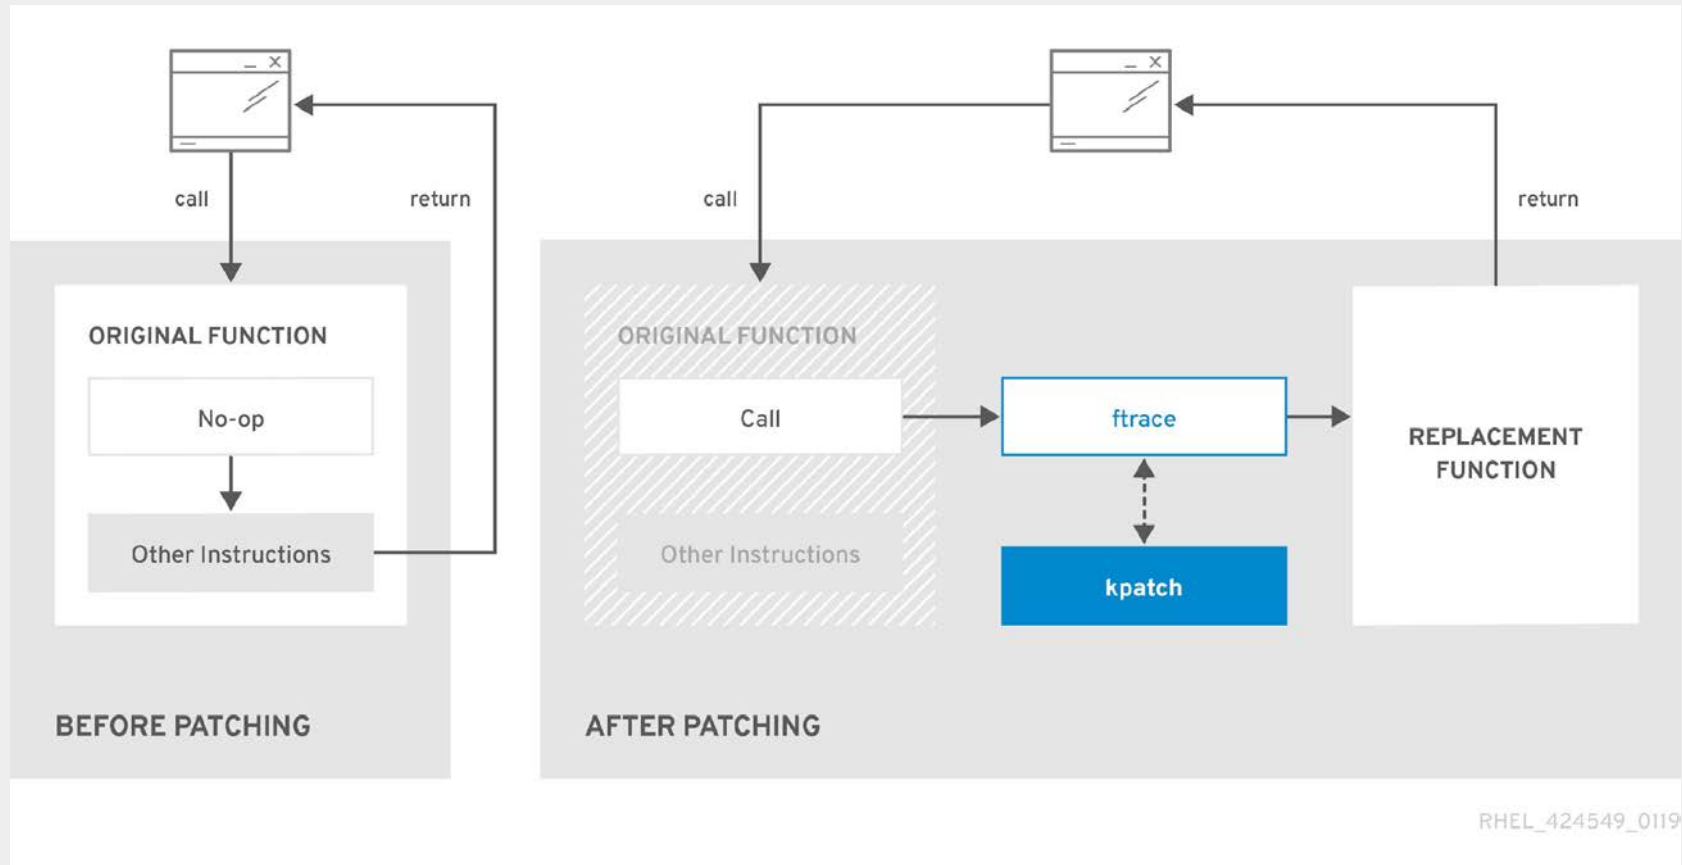 call
return
ORIGINAL FUNCTION
No-op
Other Instructions
BEFORE PATCHING
call
return
ORIGINAL FUNCTION
Call
Other Instructions
ftrace
kpatch
REPLACEMENT
FUNCTION
AFTER PATCHING
RHEL_424549_0119